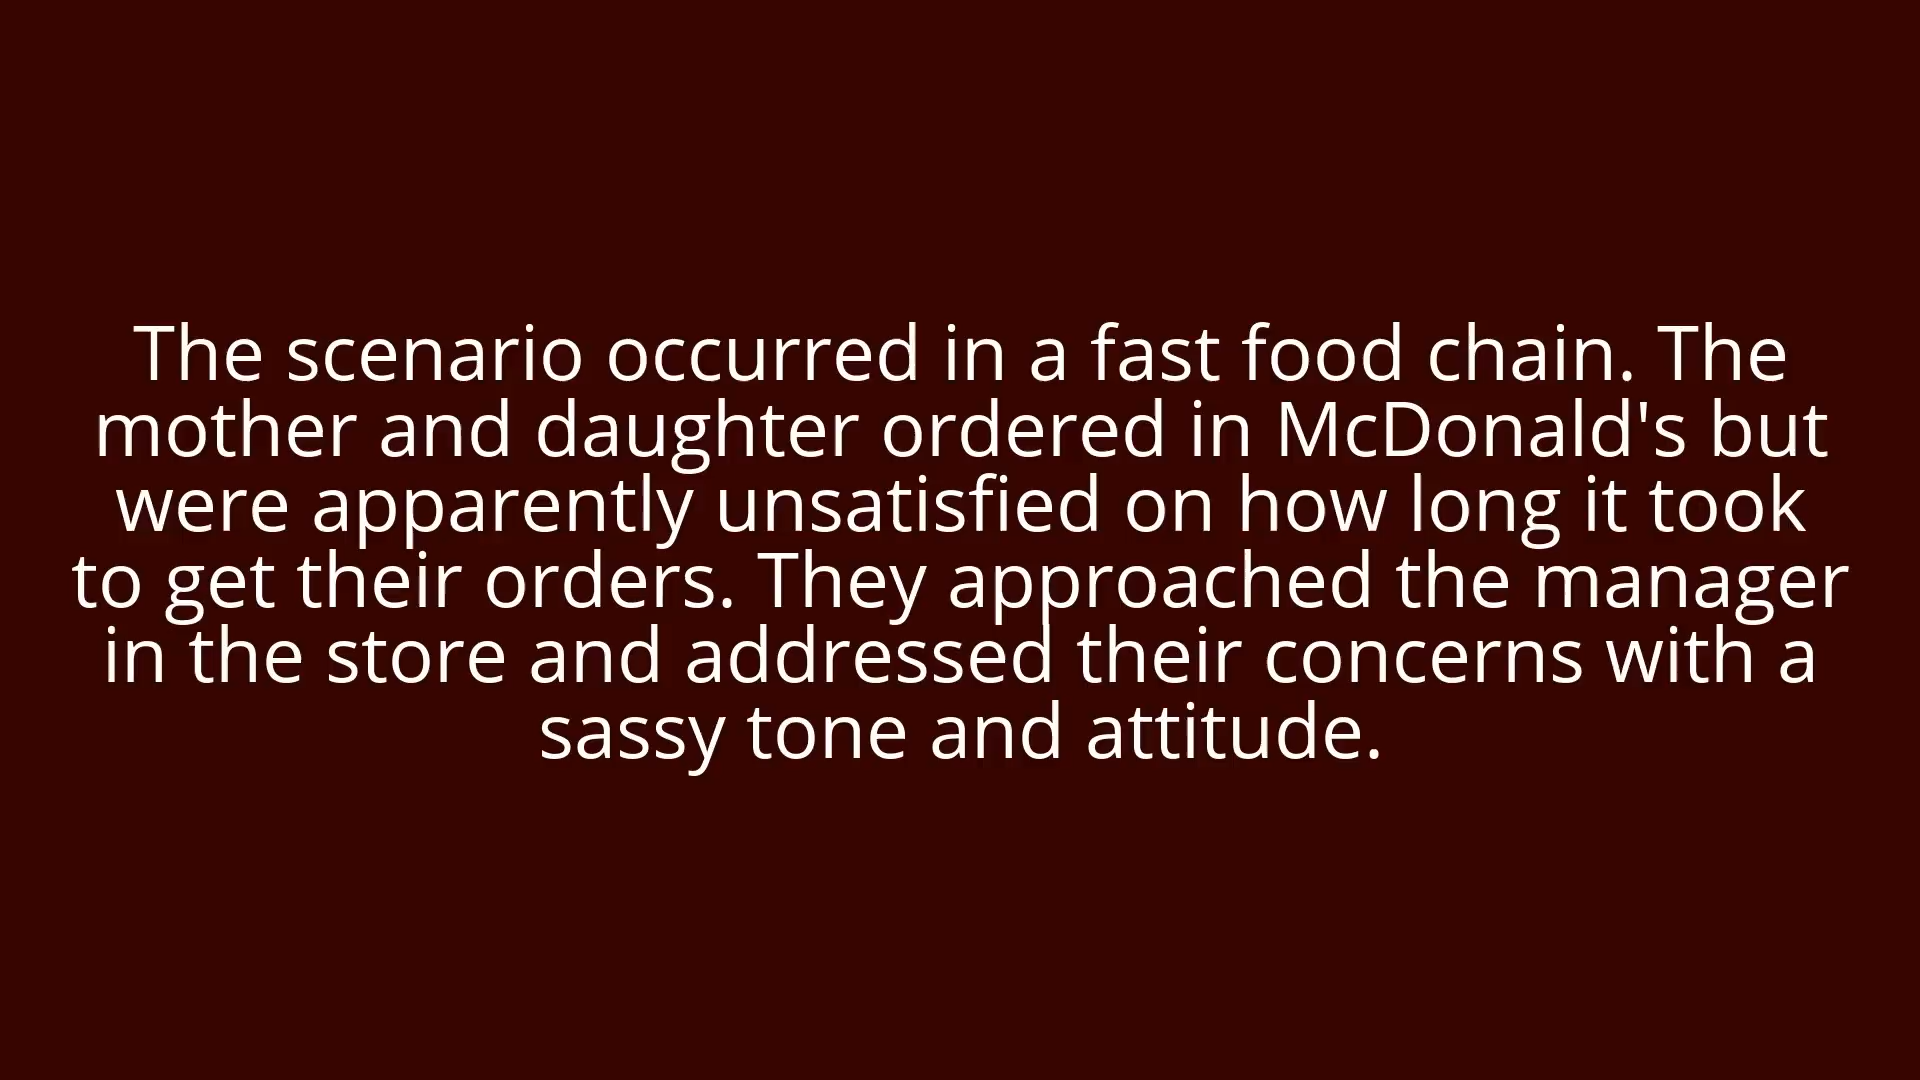 The scenario occurred in a fast food chain. The
mother and daughter ordered in McDonald's but
were apparently unsatisfied on how long it took
to get their orders. They approached the manager
in the store and addressed their concerns with a
sassy tone and attitude.